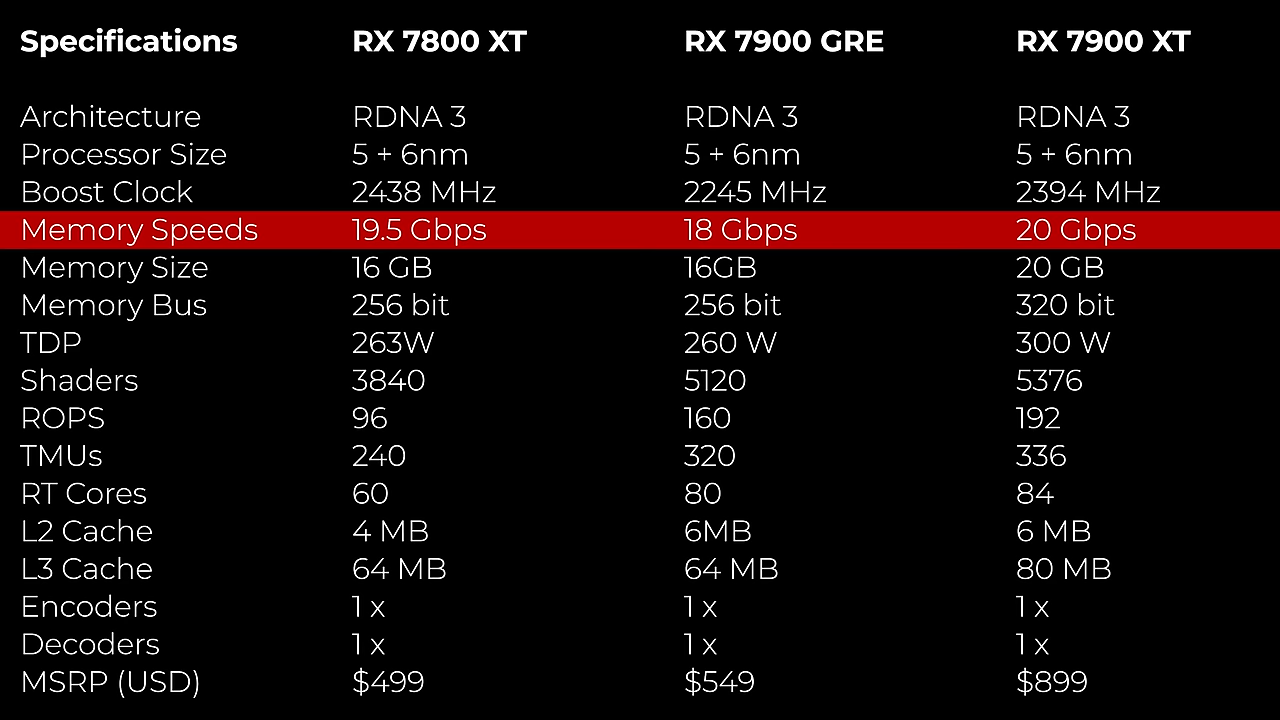 Specifications RX 7800 XT RX 7900 GRE RX 7900 XT
Architecture RDNA 3 RDNA 3 RDNA 3
Processor Size 5 + 6nm 5 + 6nm 5 + 6nm
Boost Clock 2438 MHz 2245 MHz 2394 MHz
Memory Speeds 19.5 Gbps 18 Gbps 20 Gbps
Memory Size 16 GB 16GB 20 GB
Memory Bus 256 bit 256 bit 320 bit
TDP 263W 260 W 300 W
Shaders 3840 5120 5376
ROPS 96 160 192
TMUs 240 320 336
RT Cores 60 80 84
L2 Cache 4 MB 6MB 6 MB
L3 Cache 64 MB 64 MB 80 MB
Encoders 1 x 1 x 1 x
Decoders 1 x 1 x 1 x
MSRP (USD) $499 $549 $899